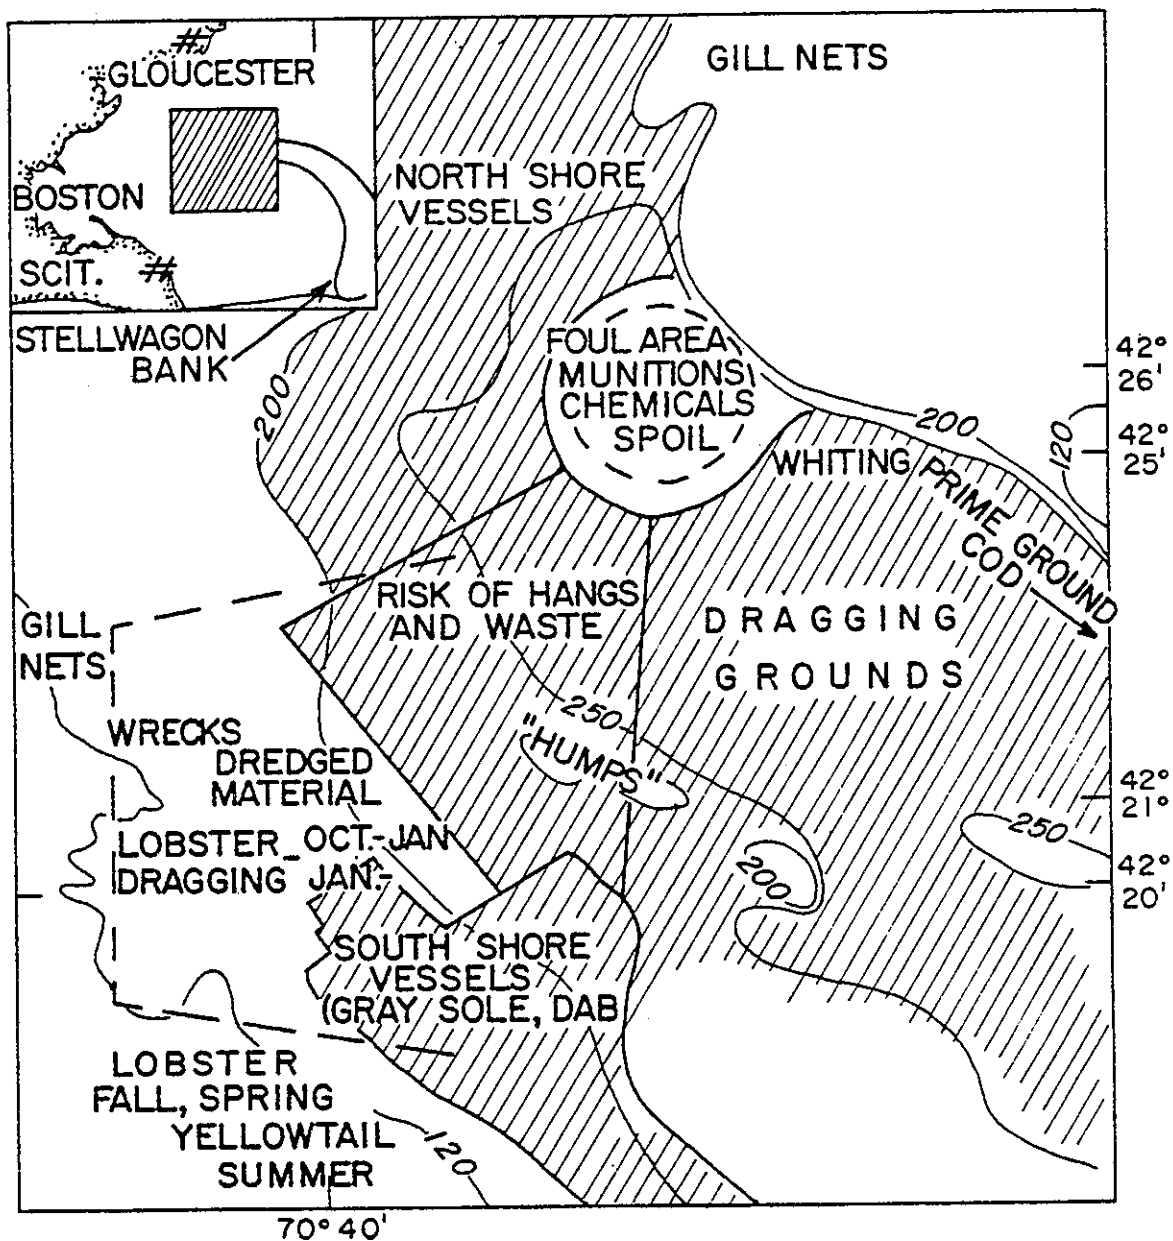 GLOUCESTER
BOSTON
SCIT.
STELLWAGON
BANK
GILL NETS
NORTH SHORE
VESSELS
FOUL AREA
MUNITIONS
CHEMICALS
SPOIL
200
200
120
42°
26'
42°
25'
WHITING
PRIME GROUND
COD
RISK OF HANGS
AND WASTE
DRAGGING
GROUNDS
GILL
NETS
WRECKS
DREDGED
MATERIAL
250
"HUMPS"
42°
21°
250
LOBSTER OCT.-JAN
DRAGGING JAN.-
200
42°
20'
SOUTH SHORE
VESSELS
(GRAY SOLE, DAB
LOBSTER
FALL, SPRING
YELLOWTAIL
SUMMER
120
70° 40'